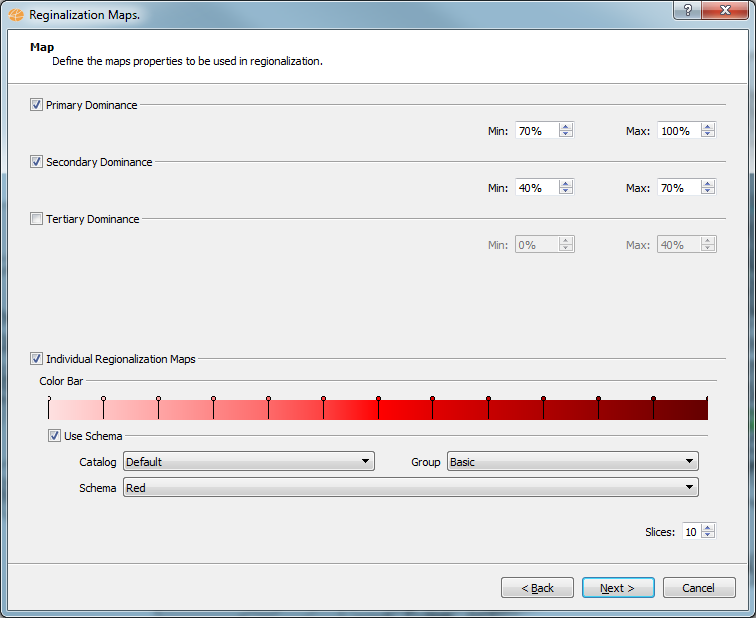 Reginalization Maps.
?
Map
Define the maps properties to be used in regionalization.
Primary Dominance
Min: 70% Max: 100%
Secondary Dominance
Min: 40% Max: 70%
Tertiary Dominance
Min: 0% Max: 40%
Individual Regionalization Maps
Color Bar
Use Schema
Catalog Default Group Basic
Schema Red
Slices: 10
< Back Next > Cancel